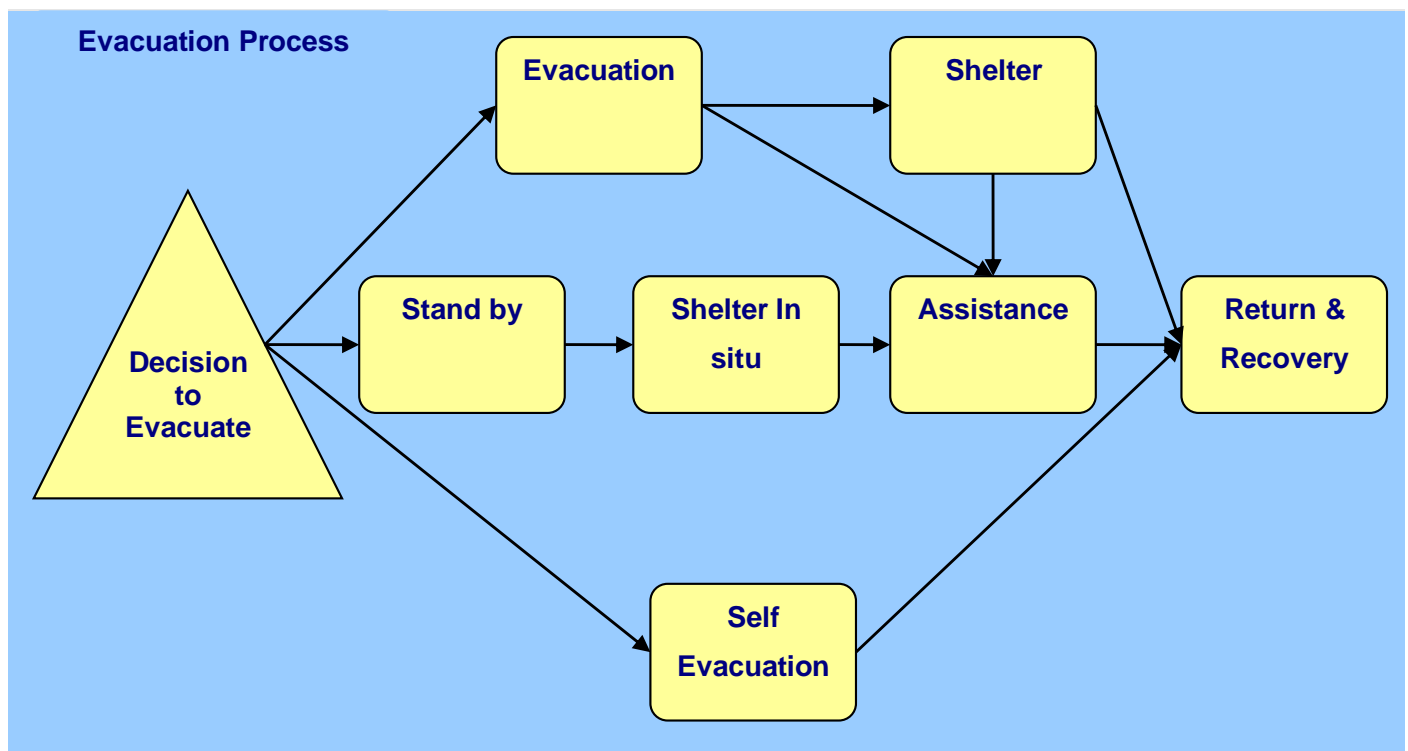 Evacuation Process
Evacuation
Shelter
Decision
to
Evacuate
Stand by
Shelter In
situ
Assistance
Return &
Recovery
Self
Evacuation